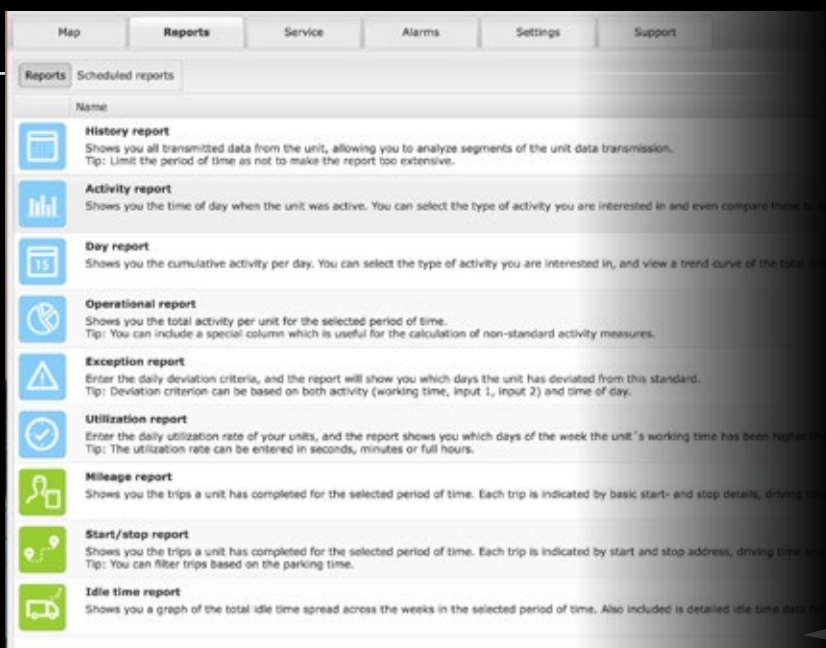 Map Reports Service Alarms Settings Support
Reports Scheduled reports
Name
History report
Shows you all transmitted data from the unit, allowing you to analyze segments of the unit data transmission.
Tip: Limit the period of time as not to make the report too extensive.
Activity report
Shows you the time of day when the unit was active. You can select the type of activity you are interested in and even compare these to
Day report
15
Shows you the cumulative activity per day. You can select the type of activity you are interested in, and view a trend curve of the total
Operational report
Shows you the total activity per unit for the selected period of time.
Tip: You can include a special column which is useful for the calculation of non-standard activity measures.
Exception report
Enter the daily deviation criteria, and the report will show you which days the unit has deviated from this standard.
Tip: Deviation criterion can be based on both activity (working time, input 1, input 2) and time of day.
Utilization report
Enter the daily utilization rate of your units, and the report shows you which days of the week the unit´s working time has been higher
Tip: The utilization rate can be entered in seconds, minutes or full hours.
Mileage report
Shows you the trips a unit has completed for the selected period of time. Each trip is indicated by basic start- and stop details, driving
Start/stop report
Shows you the trips a unit has completed for the selected period of time. Each trip is indicated by start and stop address, driving time
Tip: You can filter trips based on the parking time.
Idle time report
Shows you a graph of the total idle time spread across the weeks in the selected period of time. Also included is detailed idle time data